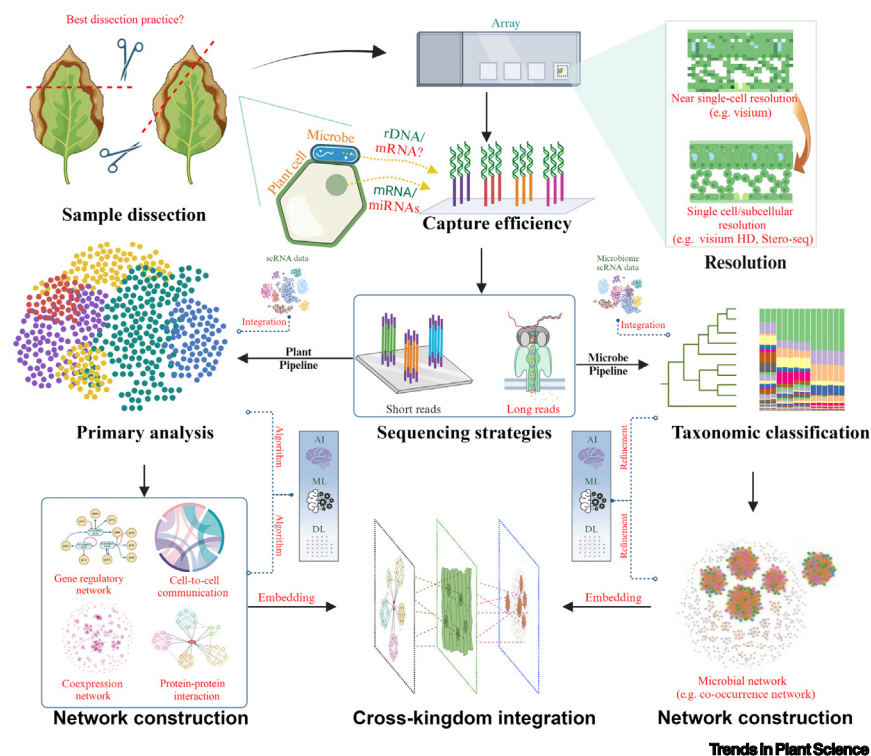 Best dissection practice?
Array
Near single-cell resolution
(e.g. visium)
Microbe
rDNA/
mRNA?
Plant cell
mRNA/
miRNAs
Single cell/subcellular
resolution
(e.g. visium HD, Stero-seq)
Sample dissection
Capture efficiency
Resolution
scRNA data
Integration
Microbiome
scRNA data
Integration
Plant
Pipeline
Microbe
Pipeline
Short reads
Long reads
Primary analysis
Sequencing strategies
Taxonomic classification
Algorithm
AI
ML
DL
Algorithm
AI
ML
DL
Refinement
Refinement
Gene regulatory
network
Cell-to-cell
communication
Embedding
Embedding
Coexpression
network
Protein-protein
interaction
Microbial network
(e.g. co-occurrence network)
Network construction
Cross-kingdom integration
Network construction
Trends in Plant Science